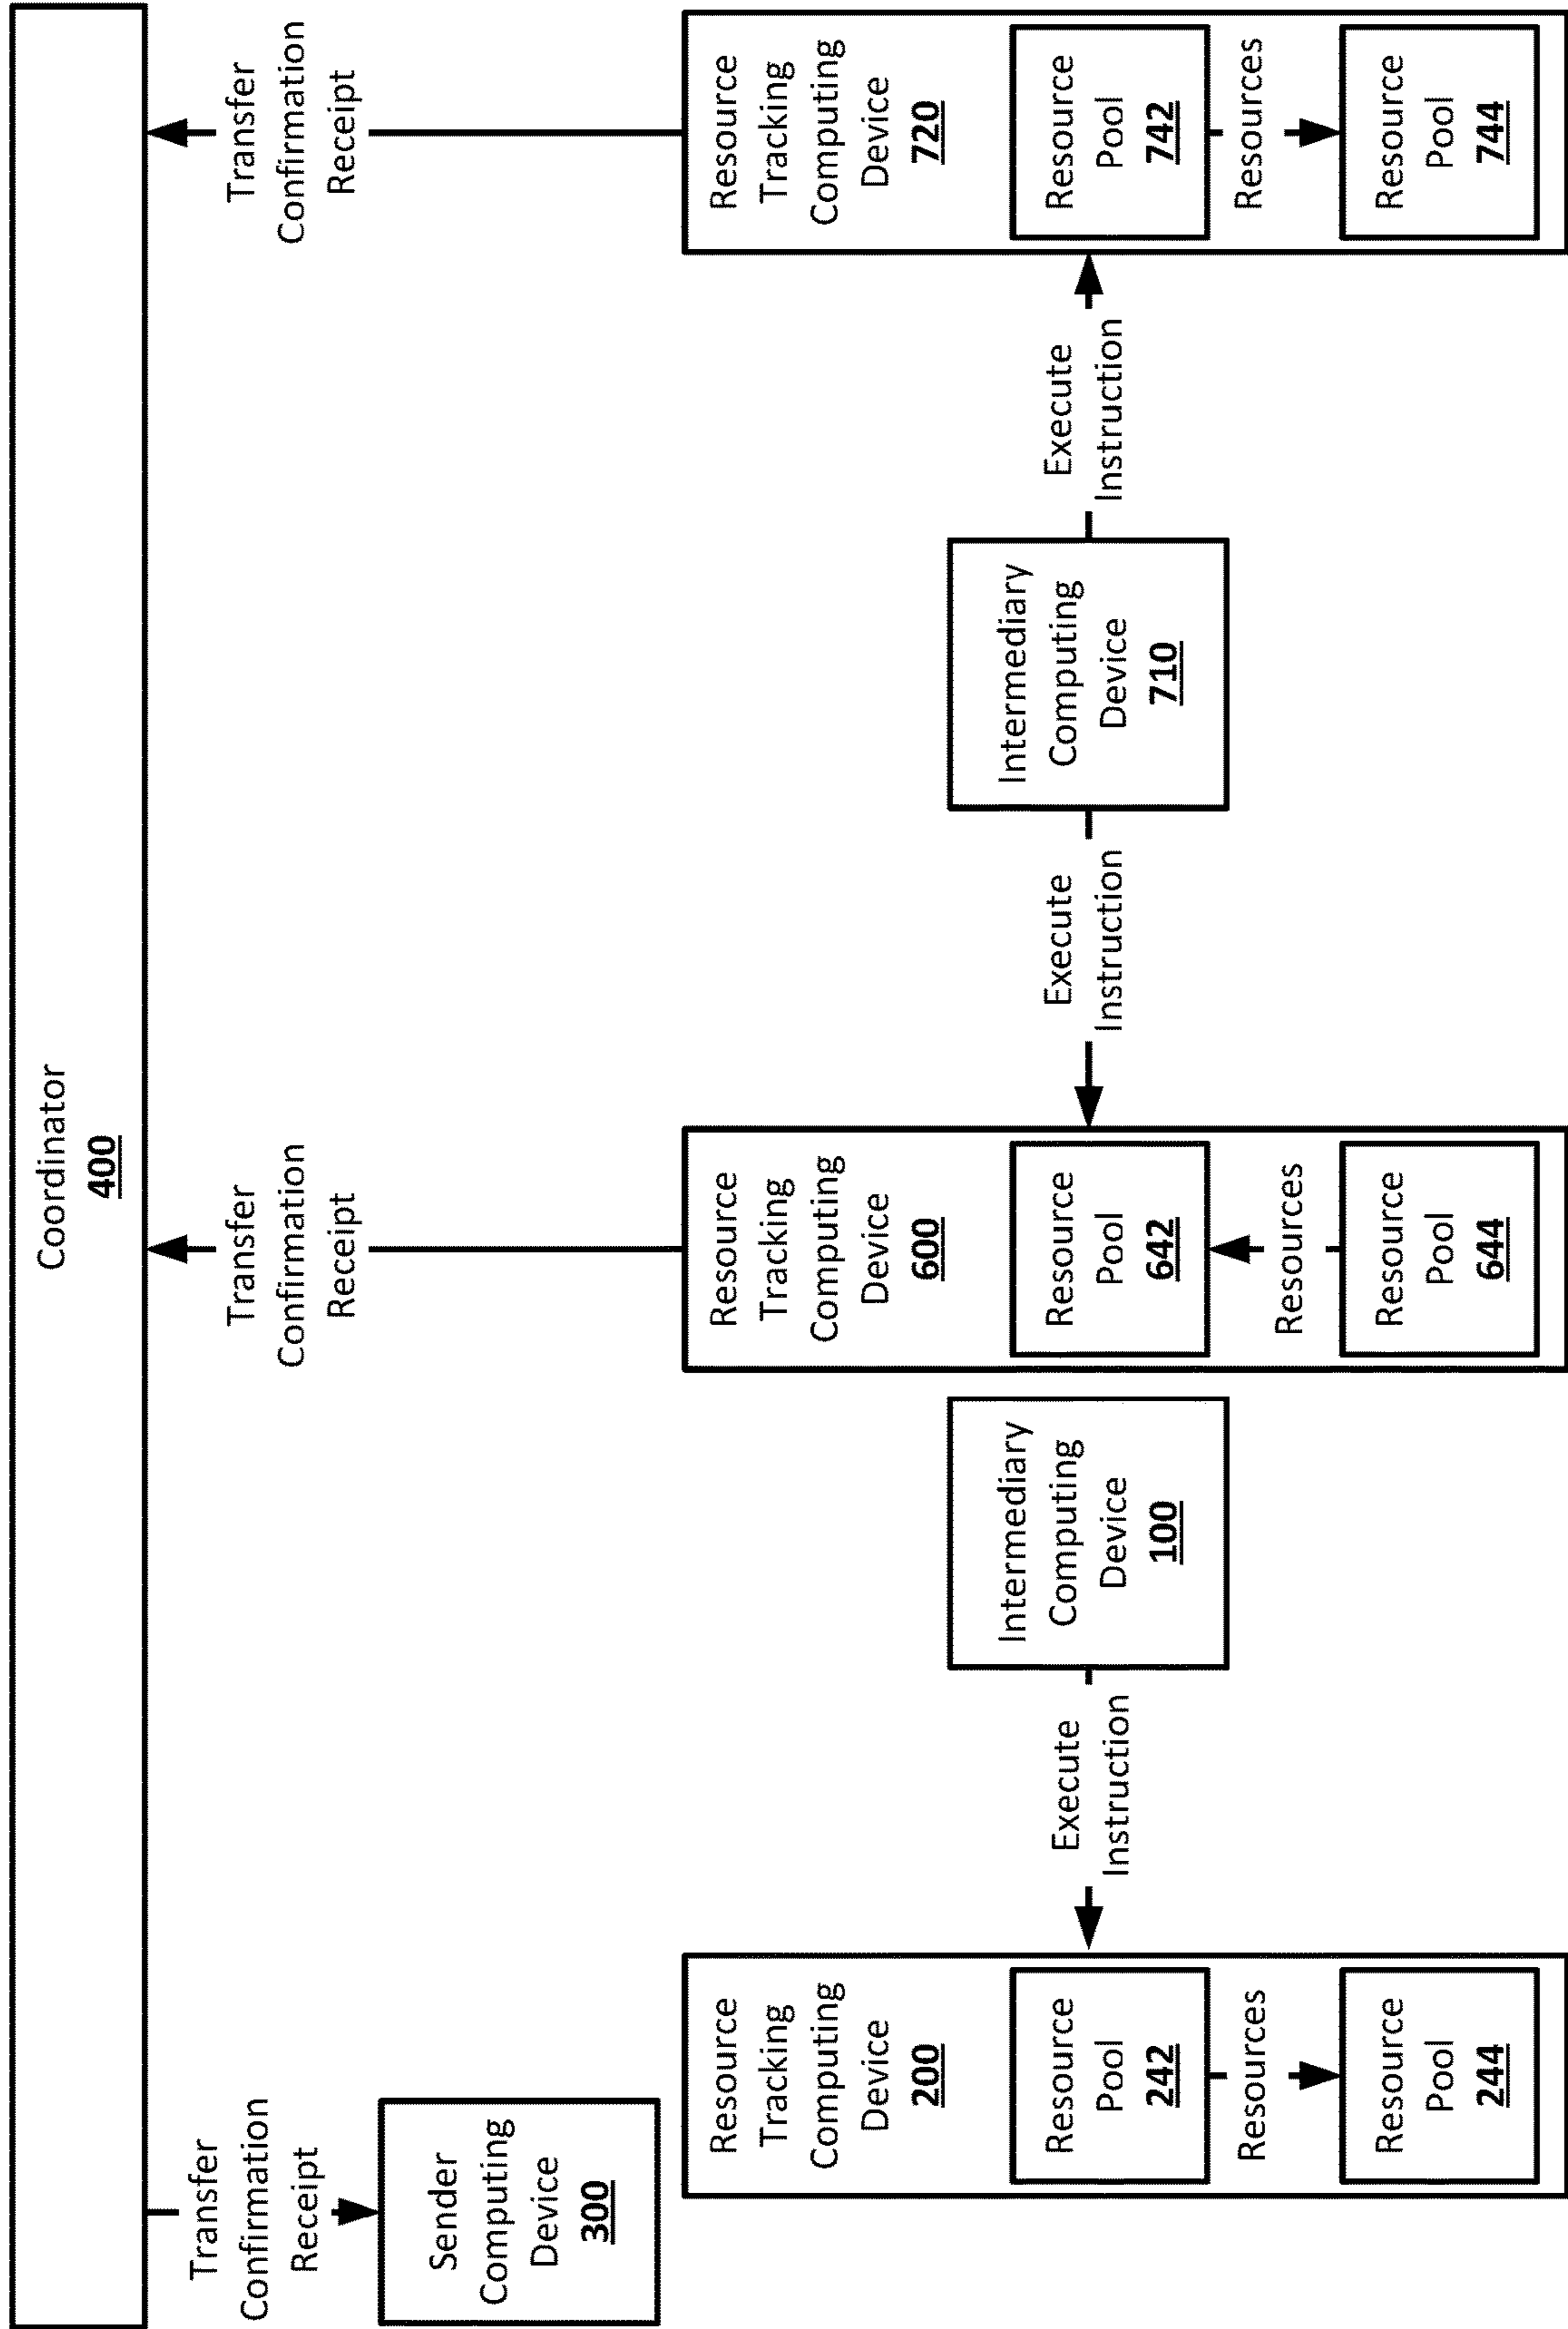 Coordinator
400
Transfer
Confirmation
Receipt
Transfer
Confirmation
Receipt
Transfer
Confirmation
Receipt
Sender
Computing
Device
300
Resource
Tracking
Computing
Device
200
Resource
Pool
242
Resources
Resource
Pool
244
Execute
Instruction
Intermediary
Computing
Device
100
Resource
Tracking
Computing
Device
600
Resource
Pool
642
Resources
Resource
Pool
644
Execute
Instruction
Intermediary
Computing
Device
710
Execute
Instruction
Resource
Tracking
Computing
Device
720
Resource
Pool
742
Resources
Resource
Pool
744